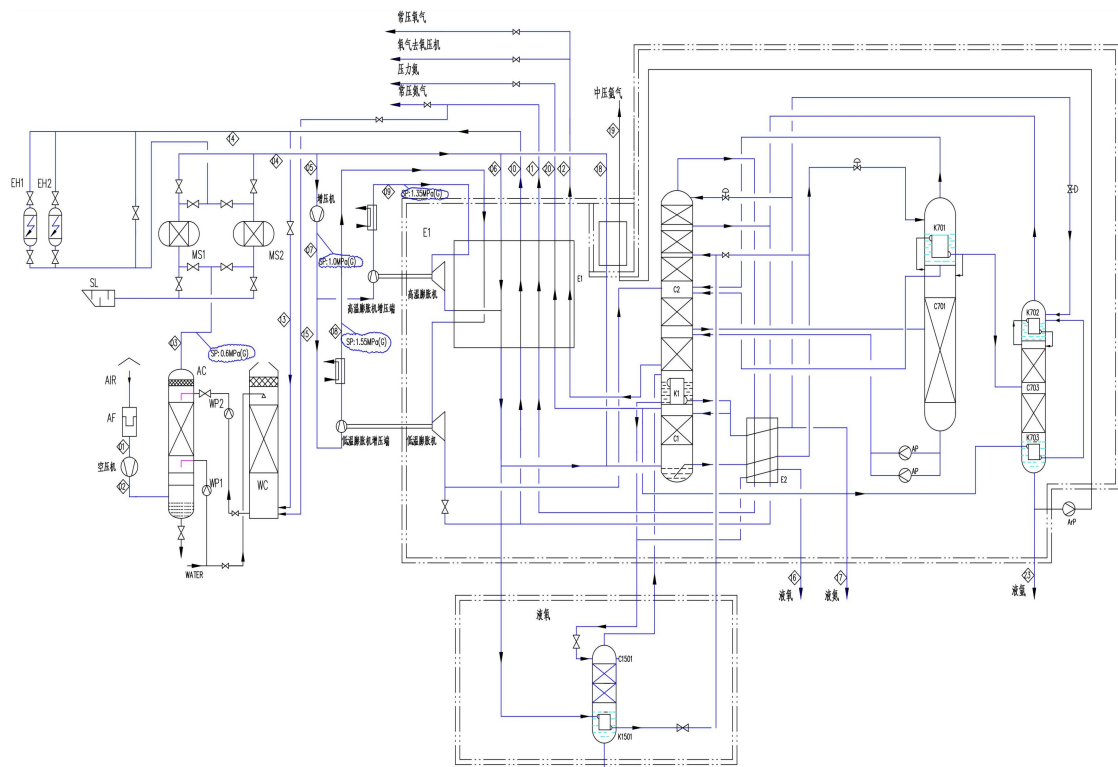 常压氧气
氧气去氧压机
压力氮
常压氮气
中压氩气
19
14
04
05
06
10
11
20
12
18
EH1
EH2
09
SP:1.35MPa(G)
增压机
E1
K701
MS1
MS2
07
SP:1.0MPa(G)
E1
SL
高温膨胀机增压端
高温膨胀机
C2
C701
K702
13
15
08
SP:1.55MPa(G)
03
SP:0.6MPa(G)
AC
AIR
K1
C703
WP2
AF
01
低温膨胀机增压端
低温膨胀机
C1
AP
K703
空压机
02
WP1
WC
E2
AP
ArP
WATER
16
17
23
液氧
液氮
液氩
液氧
C1501
K1501